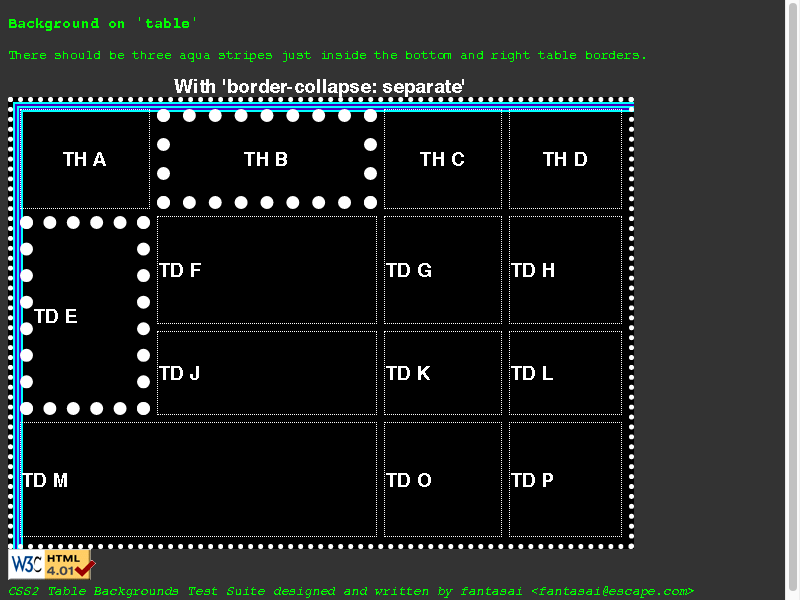 Background on 'table'
There should be three aqua stripes just inside the bottom and right table borders.
With 'border-collapse: separate'
TH A TH B TH C TH D
TD F TD G TD H
TD E
TD J TD K TD L
TD M TD O TD P
W3C HTML 4.01
CSS2 Table Backgrounds Test Suite designed and written by fantasai <fantasai@escape.com>